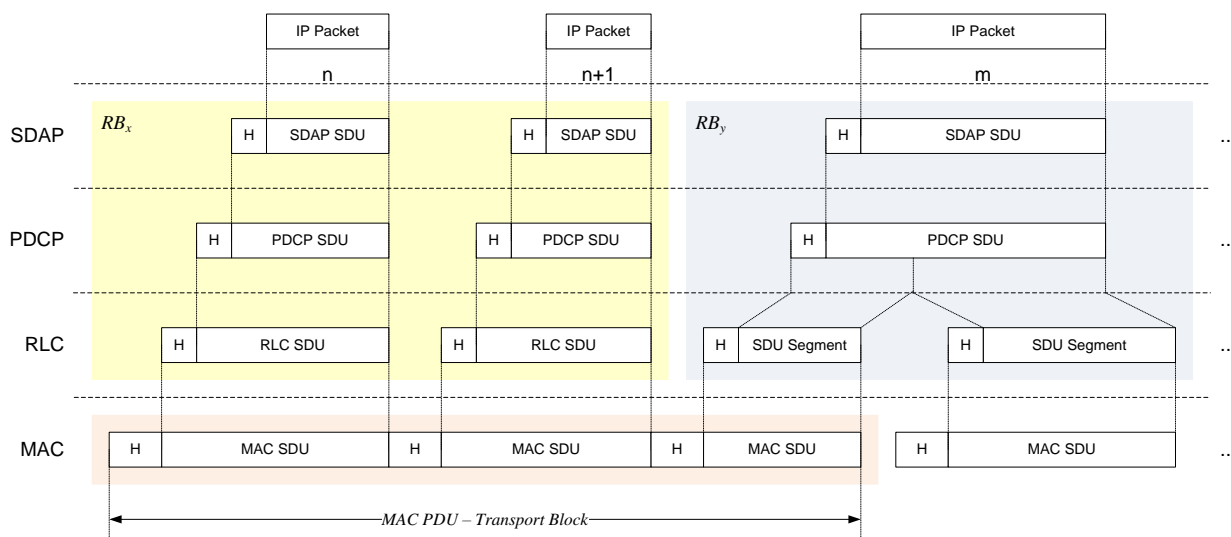 IP Packet IP Packet IP Packet
n n+1 m
RBx RBy
SDAP H SDAP SDU H SDAP SDU H SDAP SDU ..
PDCP H PDCP SDU H PDCP SDU H PDCP SDU ..
RLC H RLC SDU H RLC SDU H SDU Segment H SDU Segment ..
MAC H MAC SDU H MAC SDU H MAC SDU H MAC SDU ..
MAC PDU – Transport Block